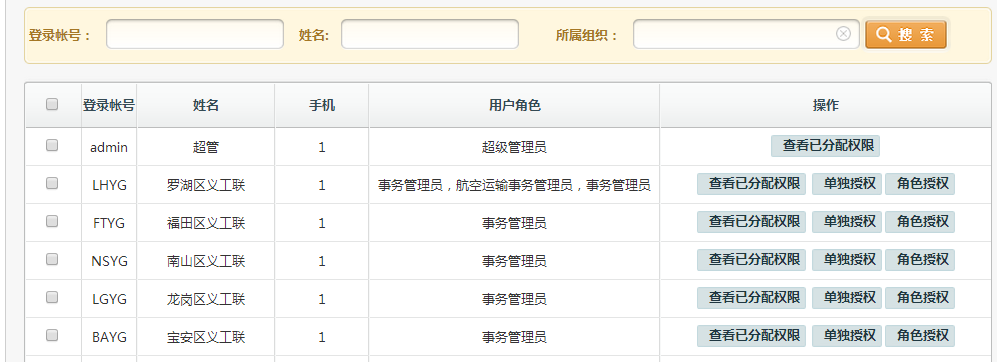 登录帐号： 姓名: 所属组织： 搜 索
登录帐号 姓名 手机 用户角色 操作
admin 超管 1 超级管理员 查看已分配权限
LHYG 罗湖区义工联 1 事务管理员，航空运输事务管理员，事务管理员 查看已分配权限 单独授权 角色授权
FTYG 福田区义工联 1 事务管理员 查看已分配权限 单独授权 角色授权
NSYG 南山区义工联 1 事务管理员 查看已分配权限 单独授权 角色授权
LGYG 龙岗区义工联 1 事务管理员 查看已分配权限 单独授权 角色授权
BAYG 宝安区义工联 1 事务管理员 查看已分配权限 单独授权 角色授权